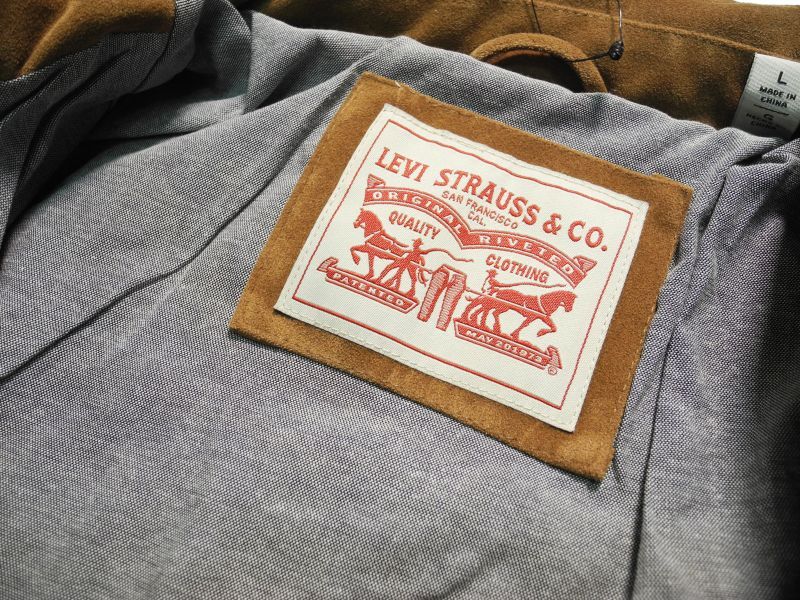 LEVI STRAUSS & CO.
SAN FRANCISCO
CAL.
ORIGINAL RIVETED
QUALITY CLOTHING
PATENTED
MAY 20 1873
®
L
MADE IN
CHINA
G